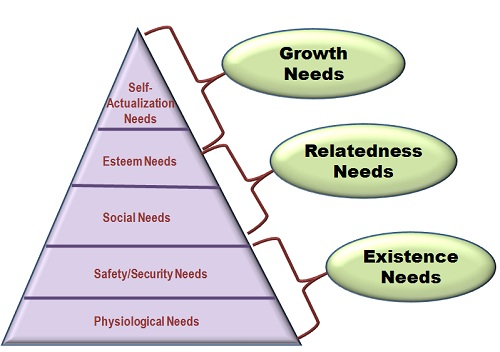 Growth
Needs
Self-
Actualization
Needs
Esteem Needs
Relatedness
Needs
Social Needs
Safety/Security Needs
Existence
Needs
Physiological Needs